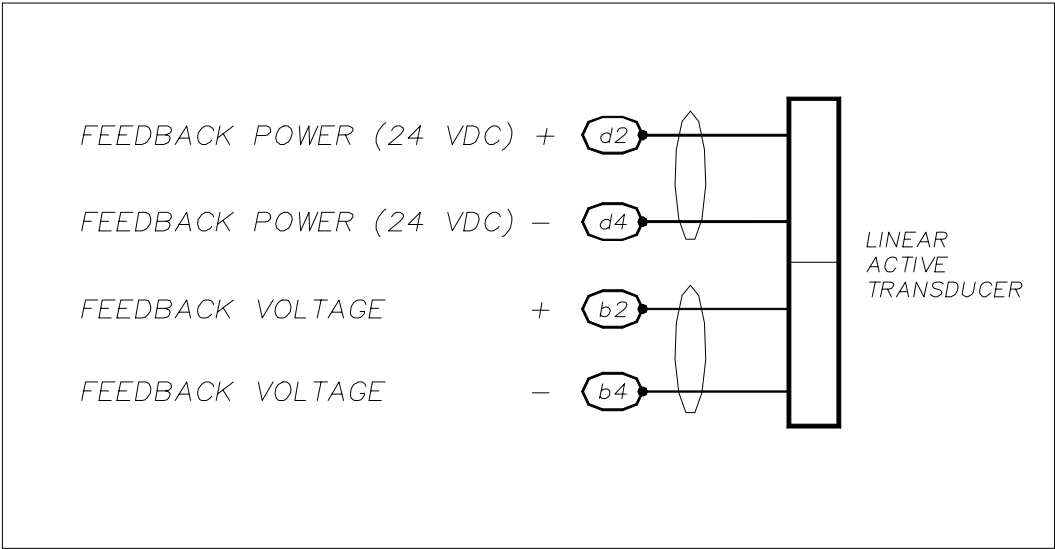 FEEDBACK POWER (24 VDC) + d2
FEEDBACK POWER (24 VDC) - d4
LINEAR
ACTIVE
TRANSDUCER
FEEDBACK VOLTAGE + b2
FEEDBACK VOLTAGE - b4